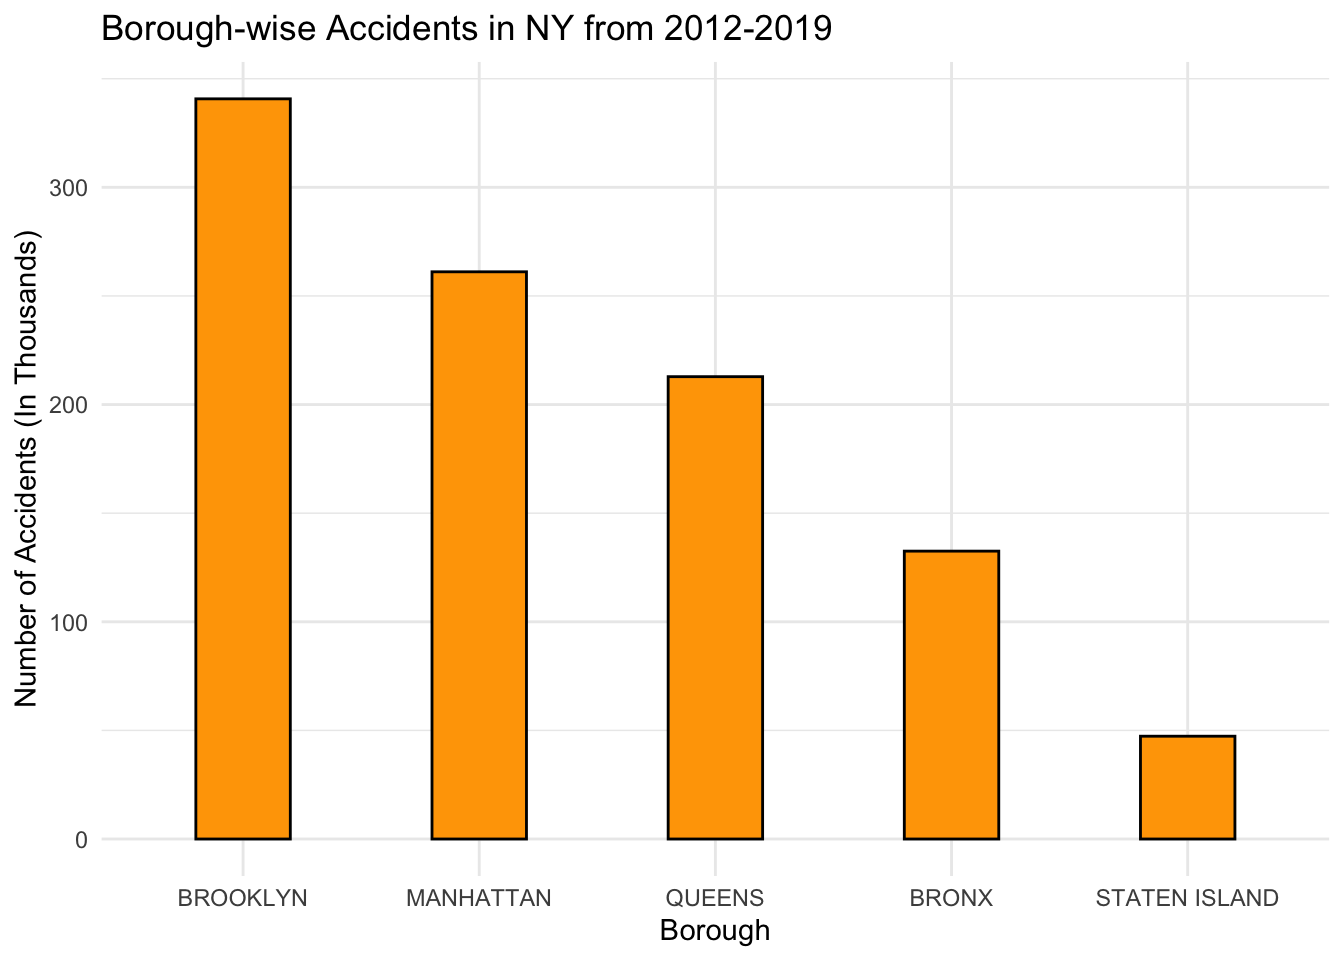 Borough-wise Accidents in NY from 2012-2019
Number of Accidents (In Thousands)
300
200
100
0
BROOKLYN MANHATTAN QUEENS BRONX STATEN ISLAND
Borough